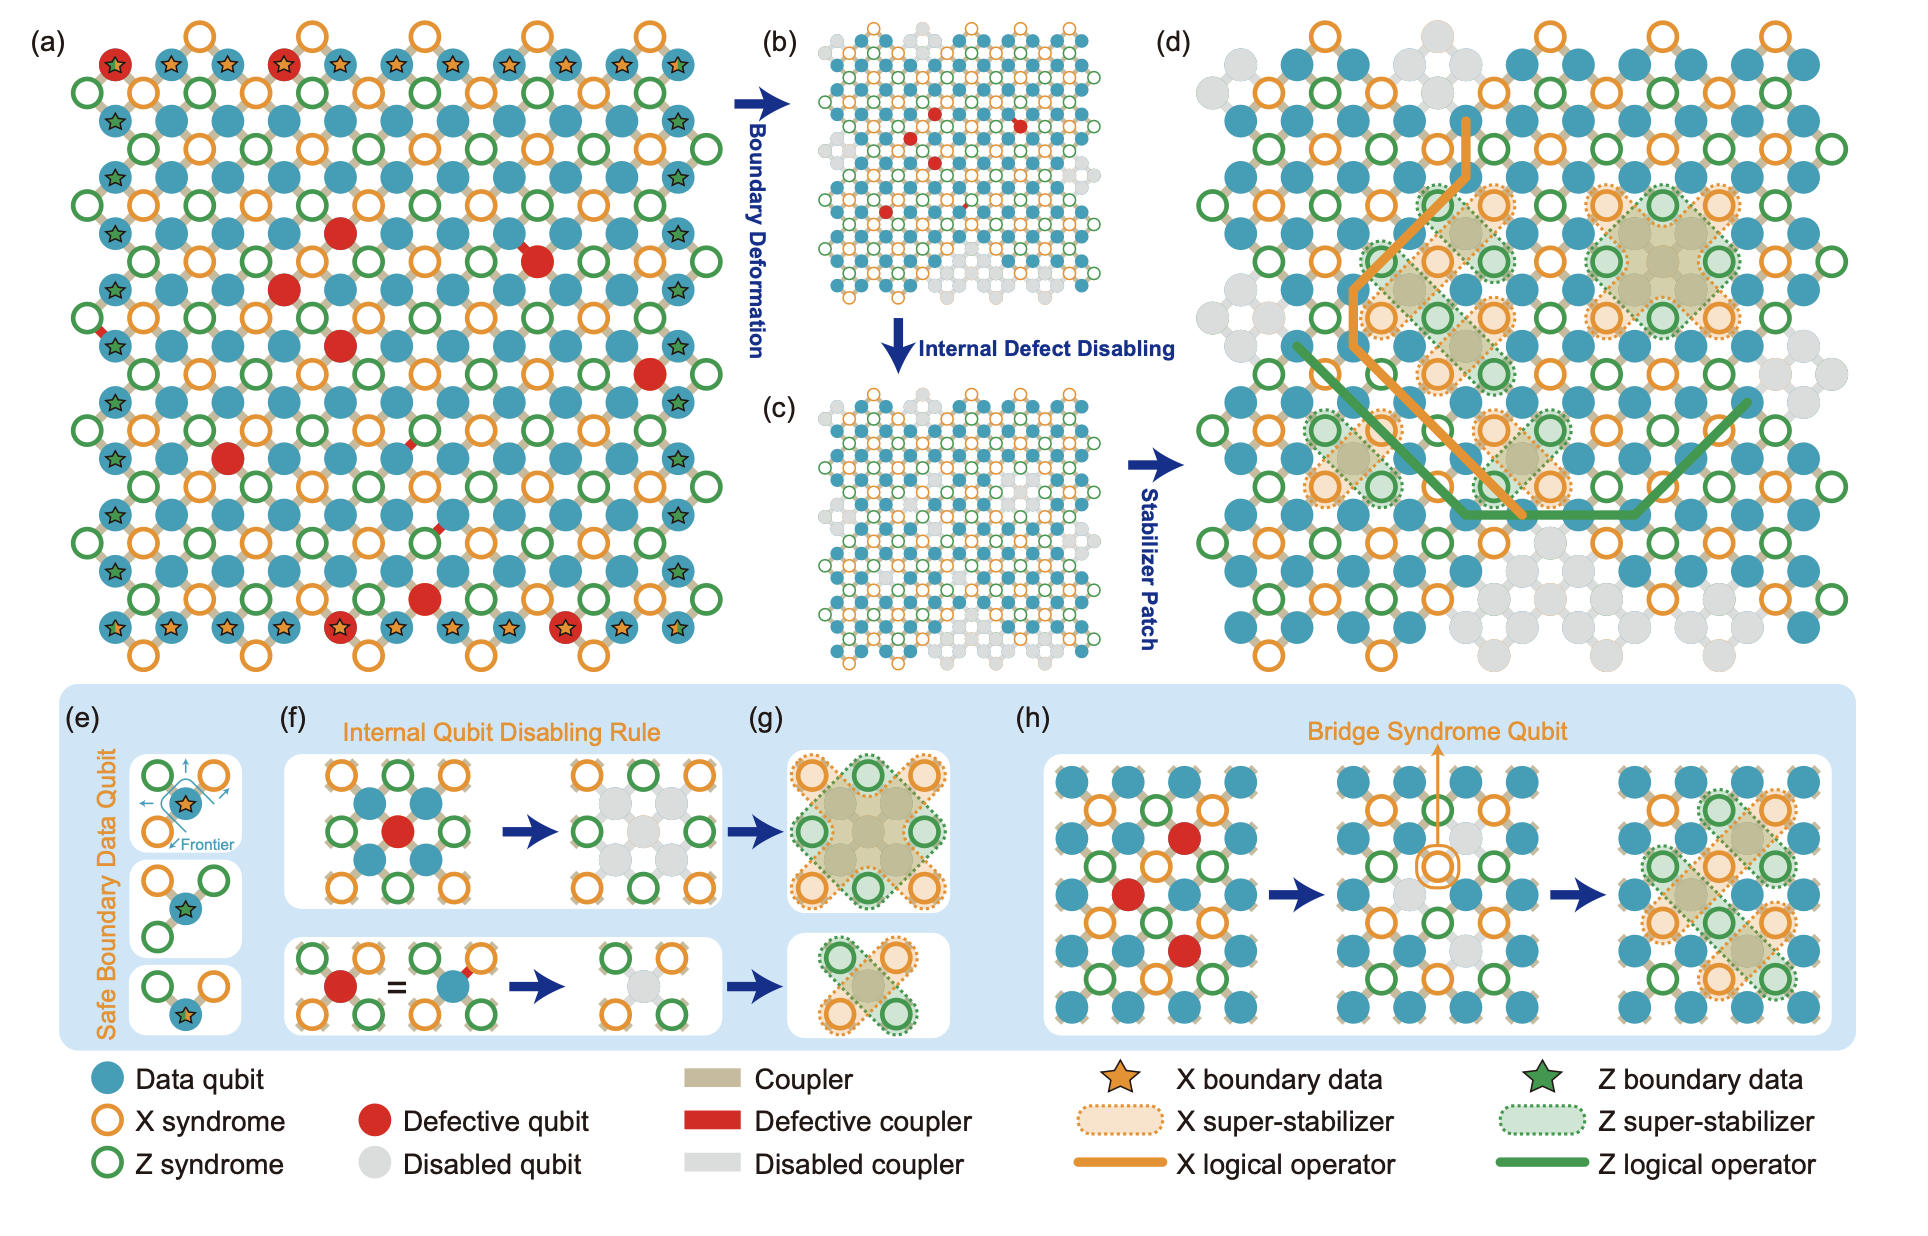 (a)
(b)
(d)
Boundary Deformation
Internal Defect Disabling
(c)
Stabilizer Patch
(e)
(f)
Internal Qubit Disabling Rule
(g)
(h)
Bridge Syndrome Qubit
Safe Boundary Data Qubit
Frontier
=
Data qubit
Coupler
X boundary data
Z boundary data
X syndrome
Defective qubit
Defective coupler
X super-stabilizer
Z super-stabilizer
Z syndrome
Disabled qubit
Disabled coupler
X logical operator
Z logical operator